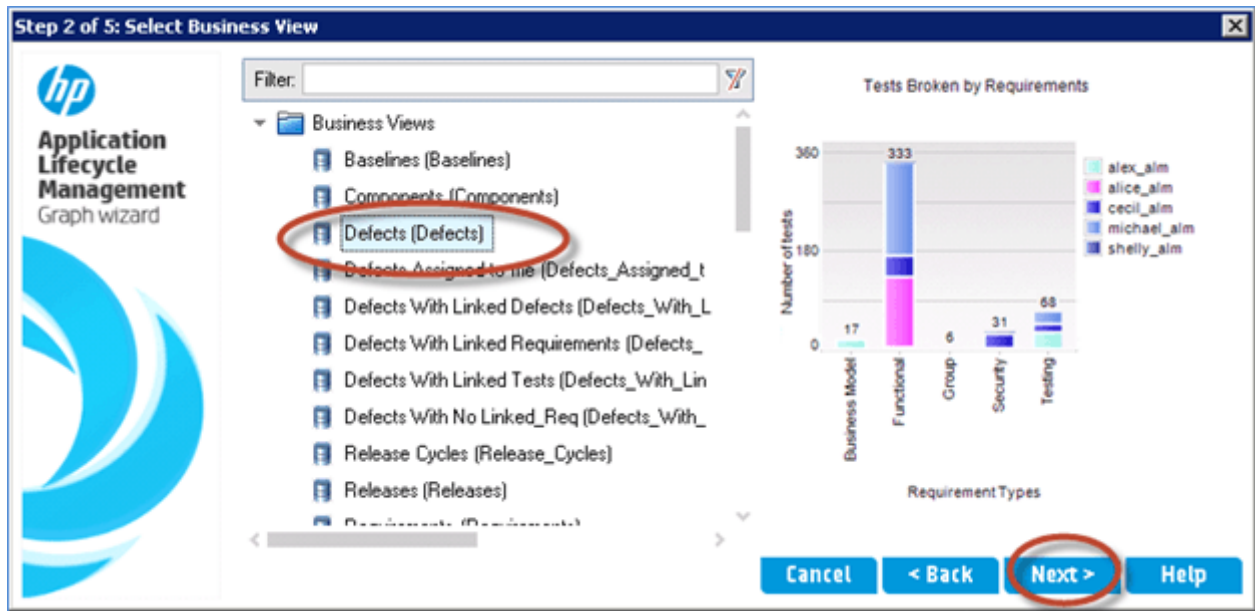 Step 2 of 5: Select Business View
hp
Application
Lifecycle
Management
Graph wizard
Filter:
Business Views
Baselines (Baselines)
Components (Components)
Defects (Defects)
Defects Assigned to me (Defects_Assigned_t
Defects With Linked Defects (Defects_With_L
Defects With Linked Requirements (Defects_
Defects With Linked Tests (Defects_With_Lin
Defects With No Linked_Req (Defects_With_
Release Cycles (Release_Cycles)
Releases (Releases)
Requirements (Requirements)
Tests Broken by Requirements
Number of tests
360
180
0
17
333
6
31
68
Business Model
Functional
Group
Security
Testing
Requirement Types
alex_alm
alice_alm
cecil_alm
michael_alm
shelly_alm
Cancel
< Back
Next >
Help